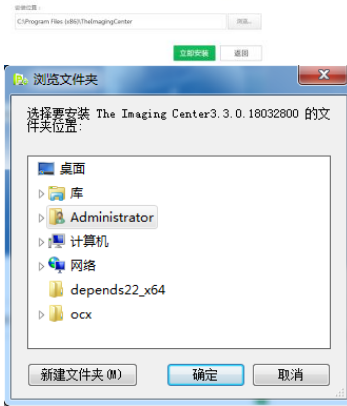 安装位置：
C:\Program Files (x86)\TheImagingCenter
浏览...
立即安装 返回
浏览文件夹
选择要安装 The Imaging Center3.3.0.18032800 的文
件夹位置:
桌面
库
Administrator
计算机
网络
depends22_x64
ocx
新建文件夹(M) 确定 取消